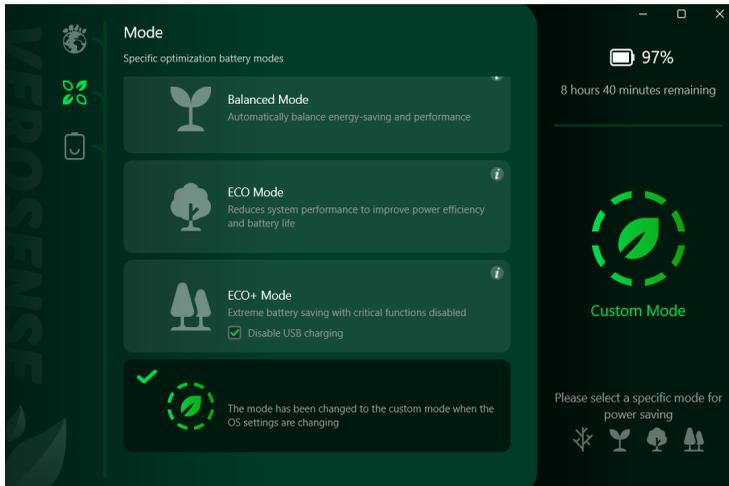 VEROSENSE
Mode
Specific optimization battery modes
Balanced Mode
Automatically balance energy-saving and performance
ECO Mode
Reduces system performance to improve power efficiency
and battery life
ECO+ Mode
Extreme battery saving with critical functions disabled
Disable USB charging
The mode has been changed to the custom mode when the
OS settings are changing
97%
8 hours 40 minutes remaining
Custom Mode
Please select a specific mode for
power saving